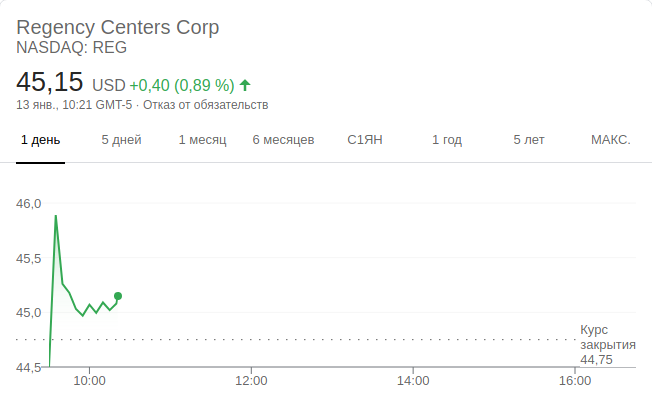 Regency Centers Corp
NASDAQ: REG
45,15 USD +0,40 (0,89 %)
13 янв., 10:21 GMT-5 · Отказ от обязательств
1 день 5 дней 1 месяц 6 месяцев С1ЯН 1 год 5 лет МАКС.
46,0
45,5
45,0
44,5
Курс
закрытия
44,75
10:00 12:00 14:00 16:00